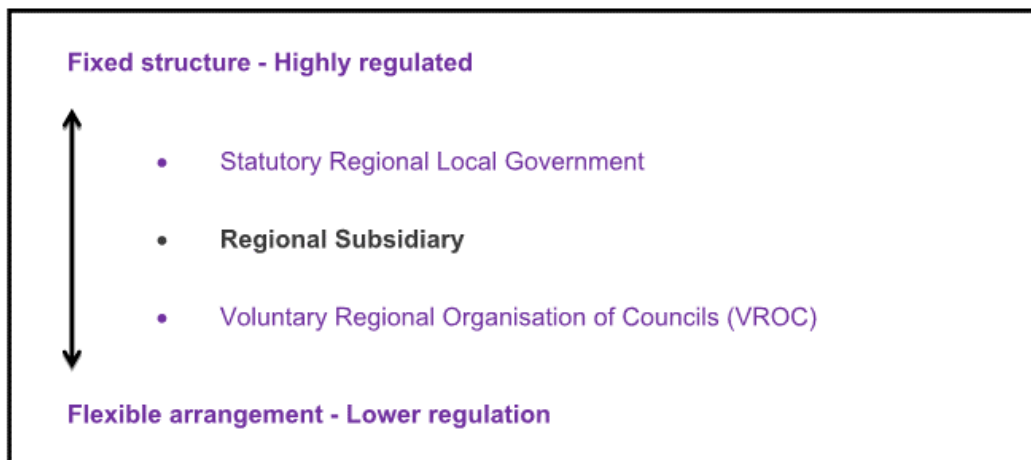 Fixed structure - Highly regulated
• Statutory Regional Local Government
• Regional Subsidiary
• Voluntary Regional Organisation of Councils (VROC)
Flexible arrangement - Lower regulation